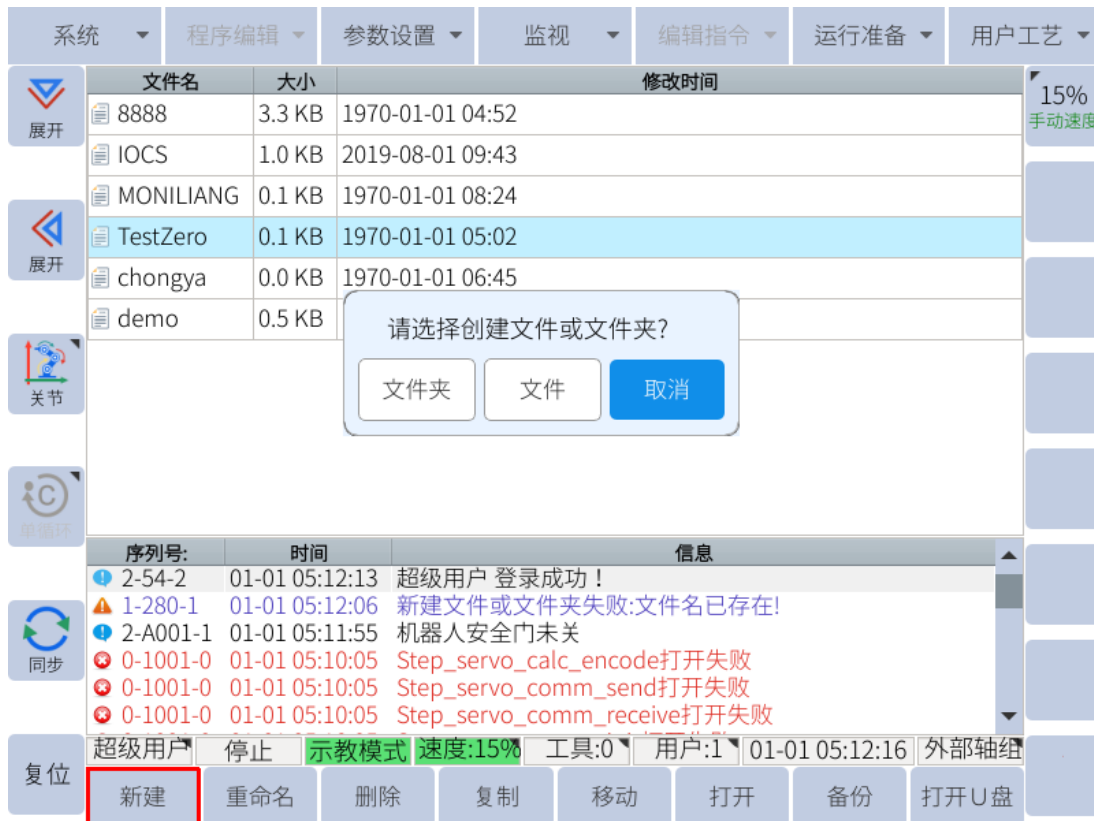 系统 程序编辑 参数设置 监视 编辑指令 运行准备 用户工艺
展开
展开
关节
单循环
同步
复位
文件名 大小 修改时间
8888 3.3 KB 1970-01-01 04:52
IOCS 1.0 KB 2019-08-01 09:43
MONILIANG 0.1 KB 1970-01-01 08:24
TestZero 0.1 KB 1970-01-01 05:02
chongya 0.0 KB 1970-01-01 06:45
demo 0.5 KB
请选择创建文件或文件夹?
文件夹 文件 取消
15%
手动速度
序列号: 时间 信息
2-54-2 01-01 05:12:13 超级用户 登录成功！
1-280-1 01-01 05:12:06 新建文件或文件夹失败:文件名已存在!
2-A001-1 01-01 05:11:55 机器人安全门未关
0-1001-0 01-01 05:10:05 Step_servo_calc_encode打开失败
0-1001-0 01-01 05:10:05 Step_servo_comm_send打开失败
0-1001-0 01-01 05:10:05 Step_servo_comm_receive打开失败
超级用户 停止 示教模式 速度:15% 工具:0 用户:1 01-01 05:12:16 外部轴组
新建 重命名 删除 复制 移动 打开 备份 打开U盘